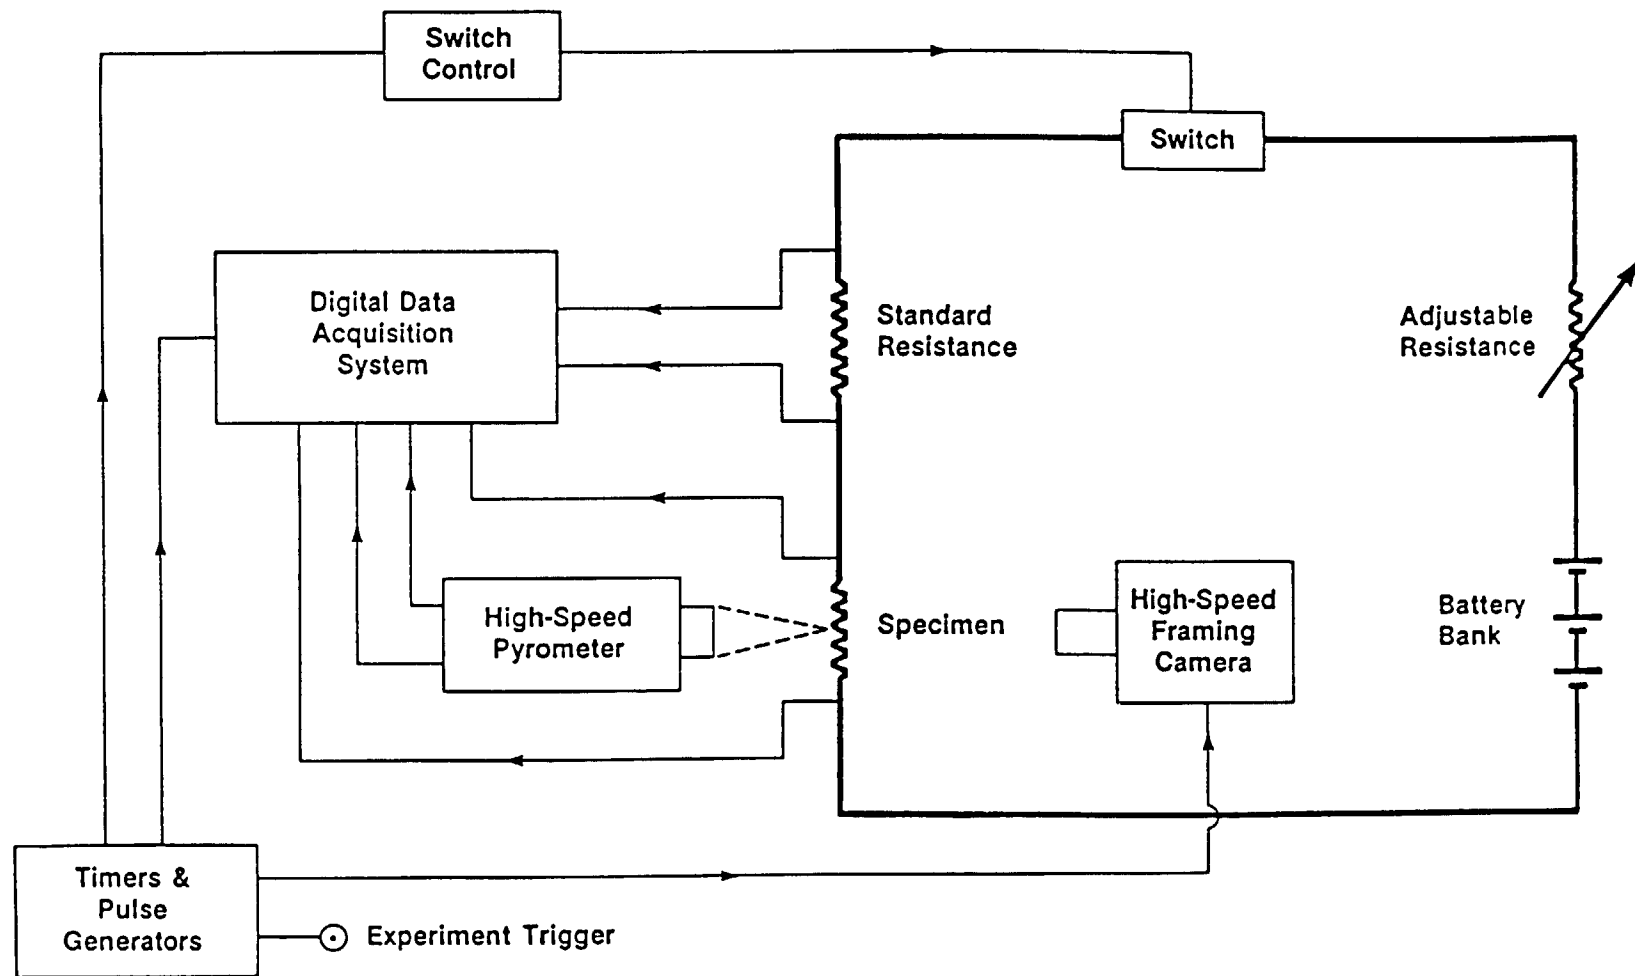 Switch
Control
Switch
Digital Data
Acquisition
System
Standard
Resistance
Adjustable
Resistance
High-Speed
Pyrometer
Specimen
High-Speed
Framing
Camera
Battery
Bank
Timers &
Pulse
Generators
Experiment Trigger